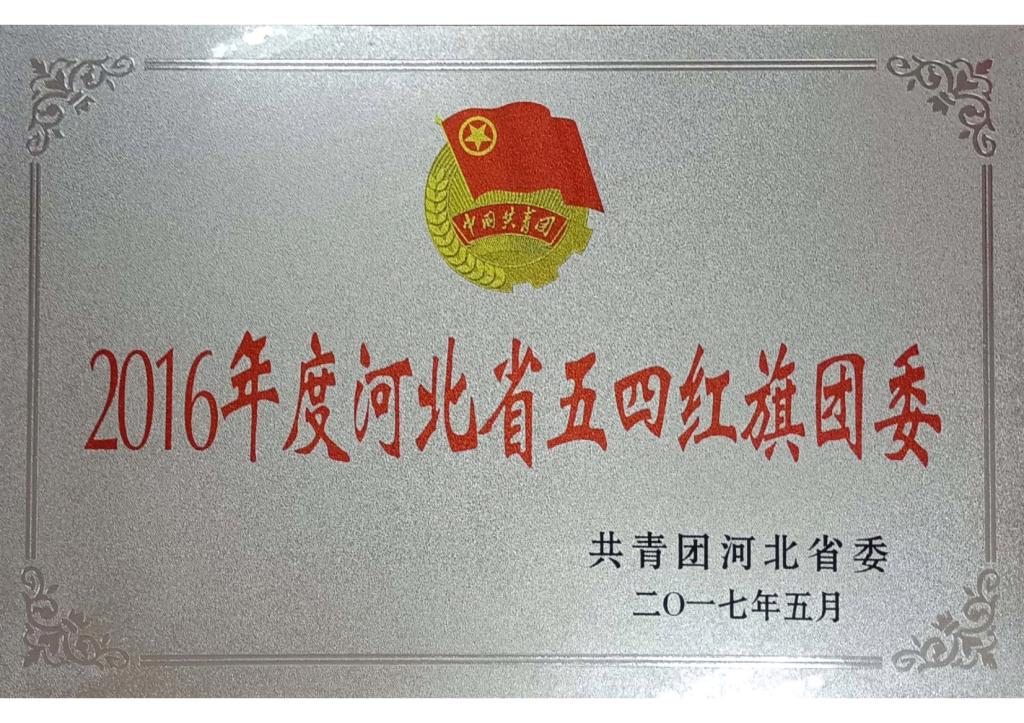 中国共青团
2016年度河北省五四红旗团委
共青团河北省委
二〇一七年五月